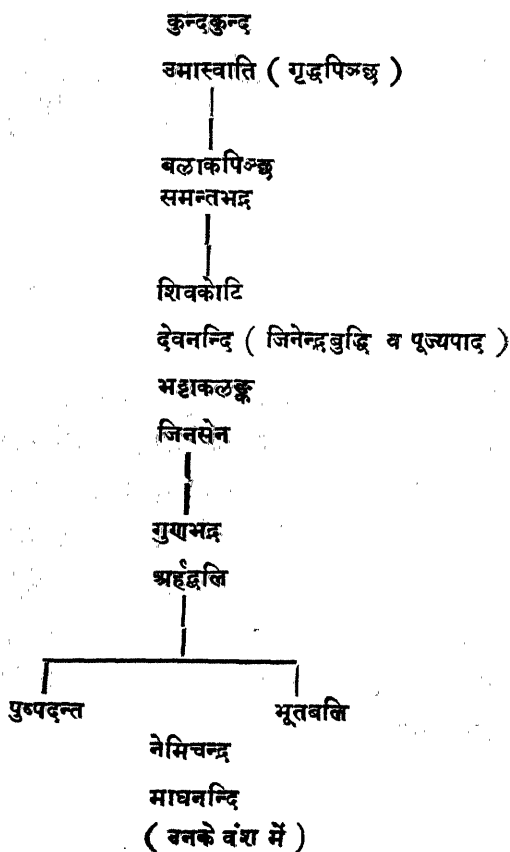 कुन्दकुन्द
उमास्वाति ( गृद्धपिञ्छ )
बलाकपिञ्छ
समन्तभद्र
शिवकोटि
देवनन्दि ( जिनेन्द्रबुद्धि व पूज्यपाद )
भट्टाकलङ्क
जिनसेन
गुणभद्र
अर्हद्बलि
पुष्पदन्त भूतबलि
नेमिचन्द्र
माघनन्दि
( उनके वंश में )